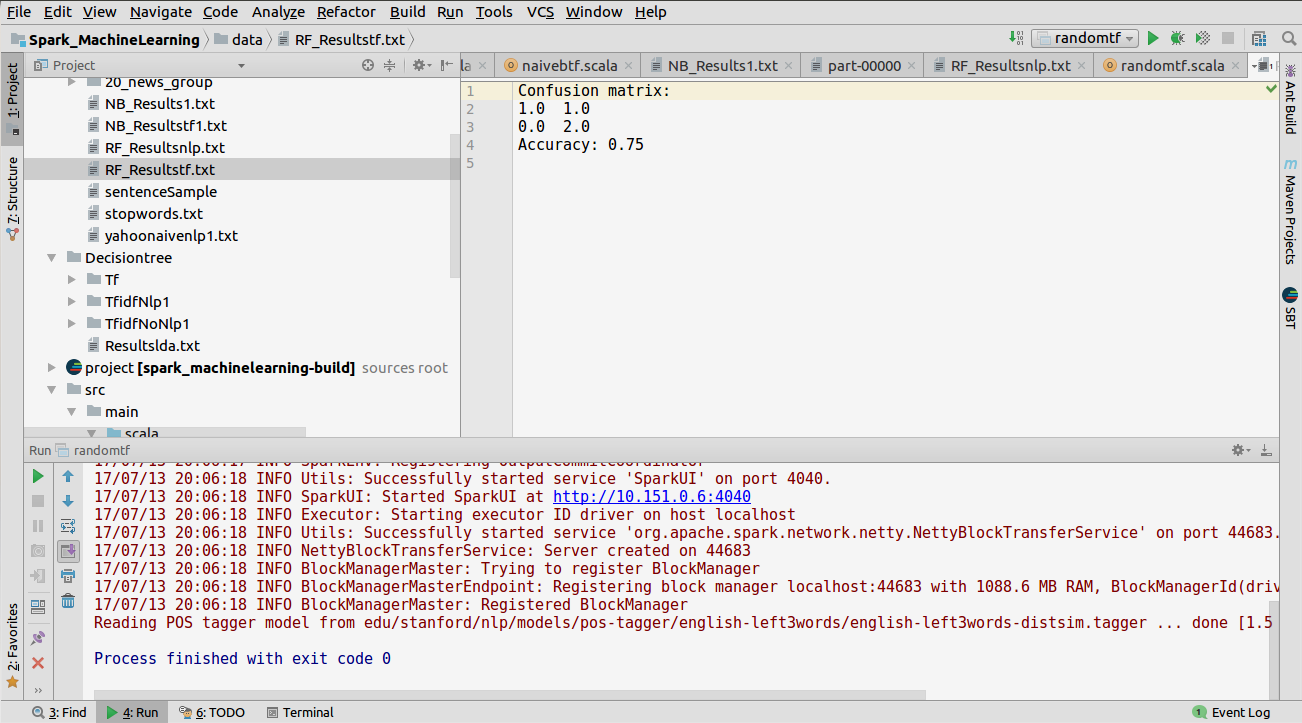 File Edit View Navigate Code Analyze Refactor Build Run Tools VCS Window Help
Spark_MachineLearning data RF_Resultstf.txt randomtf
1: Project
7: Structure
2: Favorites
Project
la naivebtf.scala NB_Results1.txt part-00000 RF_Resultsnlp.txt randomtf.scala
20_news_group
NB_Results1.txt
NB_Resultstf1.txt
RF_Resultsnlp.txt
RF_Resultstf.txt
sentenceSample
stopwords.txt
yahoonaivenlp1.txt
Decisiontree
Tf
TfidfNlp1
TfidfNoNlp1
Resultslda.txt
project [spark_machinelearning-build] sources root
src
main
scala
1 Confusion matrix:
2 1.0 1.0
3 0.0 2.0
4 Accuracy: 0.75
5
Ant Build
m Maven Projects
SBT
Run randomtf
17/07/13 20:06:17 INFO SparkEnv: Registering OutputCommitCoordinator
17/07/13 20:06:18 INFO Utils: Successfully started service 'SparkUI' on port 4040.
17/07/13 20:06:18 INFO SparkUI: Started SparkUI at http://10.151.0.6:4040
17/07/13 20:06:18 INFO Executor: Starting executor ID driver on host localhost
17/07/13 20:06:18 INFO Utils: Successfully started service 'org.apache.spark.network.netty.NettyBlockTransferService' on port 44683.
17/07/13 20:06:18 INFO NettyBlockTransferService: Server created on 44683
17/07/13 20:06:18 INFO BlockManagerMaster: Trying to register BlockManager
17/07/13 20:06:18 INFO BlockManagerMasterEndpoint: Registering block manager localhost:44683 with 1088.6 MB RAM, BlockManagerId(driv
17/07/13 20:06:18 INFO BlockManagerMaster: Registered BlockManager
Reading POS tagger model from edu/stanford/nlp/models/pos-tagger/english-left3words/english-left3words-distsim.tagger ... done [1.5
Process finished with exit code 0
3: Find 4: Run 6: TODO Terminal 1 Event Log